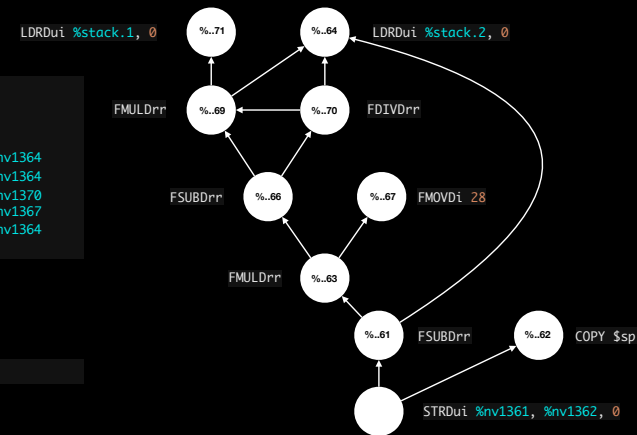 LDRDui %stack.1, 0
%..71
%..64
LDRDui %stack.2, 0
FMULDrr
%..69
%..70
FDIVDrr
nv1364
nv1364
nv1370
nv1367
nv1364
FSUBDrr
%..66
%..67
FMOVDi 28
FMULDrr
%..63
%..61
FSUBDrr
%..62
COPY $sp
STRDui %nv1361, %nv1362, 0